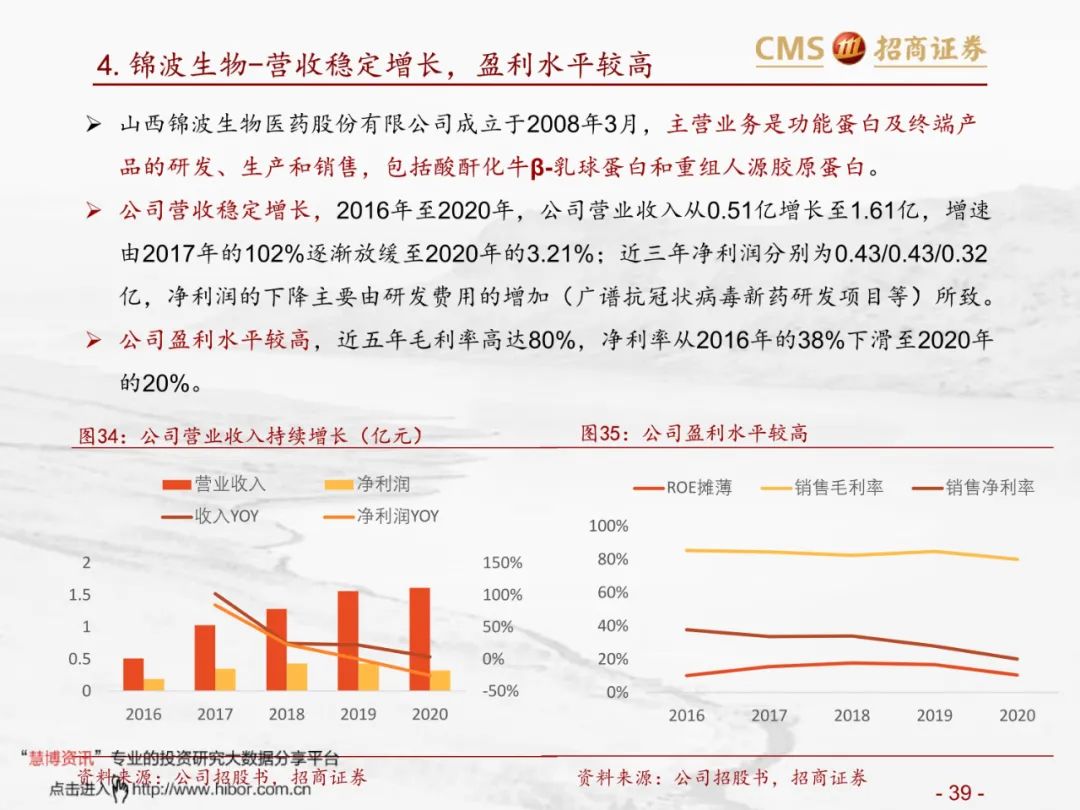 4. 锦波生物-营收稳定增长，盈利水平较高
CMS 招商证券
➢ 山西锦波生物医药股份有限公司成立于2008年3月，主营业务是功能蛋白及终端产
品的研发、生产和销售，包括酸酐化牛β-乳球蛋白和重组人源胶原蛋白。
➢ 公司营收稳定增长，2016年至2020年，公司营业收入从0.51亿增长至1.61亿，增速
由2017年的102%逐渐放缓至2020年的3.21%；近三年净利润分别为0.43/0.43/0.32
亿，净利润的下降主要由研发费用的增加（广谱抗冠状病毒新药研发项目等）所致。
➢ 公司盈利水平较高，近五年毛利率高达80%，净利率从2016年的38%下滑至2020年
的20%。
图34：公司营业收入持续增长（亿元）
营业收入 净利润
收入YOY 净利润YOY
2 150%
1.5 100%
1 50%
0.5 0%
0 -50%
2016 2017 2018 2019 2020
图35：公司盈利水平较高
ROE摊薄 销售毛利率 销售净利率
100%
80%
60%
40%
20%
0%
2016 2017 2018 2019 2020
“慧博资讯”专业的投资研究大数据分享平台
资料来源：公司招股书，招商证券
点击进入 http://www.hibor.com.cn
资料来源：公司招股书，招商证券
- 39 -